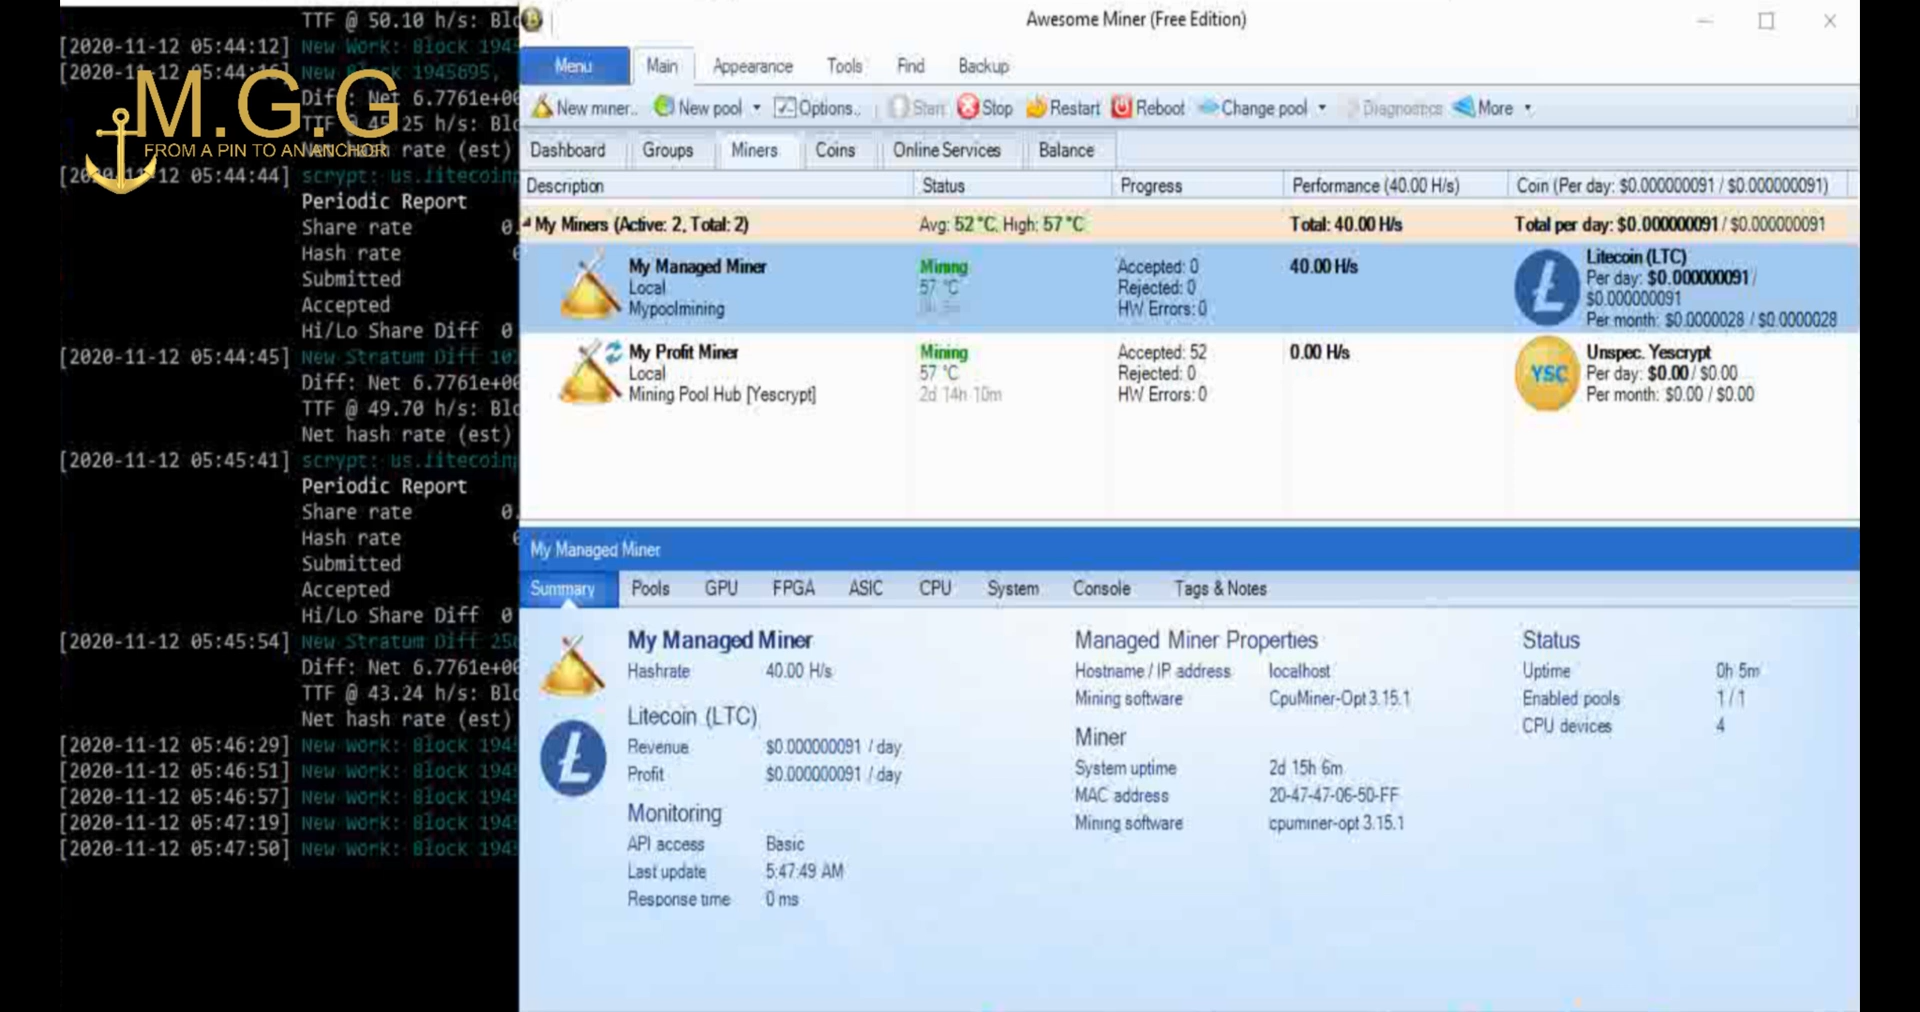 TTF @ 50.10 h/s:
[2020-11-12 05:44:12] New Work: Block
New Block 1945695,
Diff: Net 6.7761e+0
h/s:
rate (est)
12 05:44:44] scrypt:
Periodic Report
Share rate 0.
Hash rate
Submitted
Accepted
Hi/Lo Share Diff 0
[2020-11-12 05:44:45] New Stratum Diff
Diff: Net 6.7761e+0
TTF @ 49.70 h/s:
Net hash rate (est)
[2020-11-12 05:45:41] scrypt:
Periodic Report
Share rate 0.
Hash rate
Submitted
Accepted
Hi/Lo Share Diff 0
[2020-11-12 05:45:54] New Stratum Diff
Diff: Net 6.7761e+0
TTF @ 43.24 h/s:
Net hash rate (est)
[2020-11-12 05:46:29] New Work: Block
[2020-11-12 05:46:51] New Work: Block
[2020-11-12 05:46:57] New Work: Block
[2020-11-12 05:47:19] New Work: Block
[2020-11-12 05:47:50] New Work: Block
M.G.G
FROM A PIN TO AN ANCHOR
Awesome Miner (Free Edition)
Menu Main Appearance Tools Find Backup
New miner.. New pool Options.. Start Stop Restart Reboot Change pool Diagnostics More
Dashboard Groups Miners Coins Online Services Balance
Description Status Progress Performance (40.00 H/s) Coin (Per day: $0.000000091 / $0.000000091)
My Miners (Active: 2, Total: 2) Avg: 52 °C, High: 57 °C Total: 40.00 H/s Total per day: $0.000000091 / $0.000000091
My Managed Miner Mining Accepted: 0 40.00 H/s Litecoin (LTC)
Local 57 °C Rejected: 0 Per day: $0.000000091 /
$0.000000091
Mypoolmining HW Errors: 0 Per month: $0.0000028 / $0.0000028
My Profit Miner Mining Accepted: 52 0.00 H/s YSC Unspec. Yescrypt
Local 57 °C Rejected: 0 Per day: $0.00 / $0.00
Mining Pool Hub [Yescrypt] 2d 14h 10m HW Errors: 0 Per month: $0.00 / $0.00
My Managed Miner
Summary Pools GPU FPGA ASIC CPU System Console Tags & Notes
My Managed Miner
Hashrate 40.00 H/s
Litecoin (LTC)
Revenue $0.000000091 / day
Profit $0.000000091 / day
Monitoring
API access Basic
Last update 5:47:49 AM
Response time 0 ms
Managed Miner Properties
Hostname / IP address localhost
Mining software CpuMiner-Opt 3.15.1
Miner
System uptime 2d 15h 6m
MAC address 20-47-47-06-50-FF
Mining software cpuminer-opt 3.15.1
Status
Uptime 0h 5m
Enabled pools 1 / 1
CPU devices 4